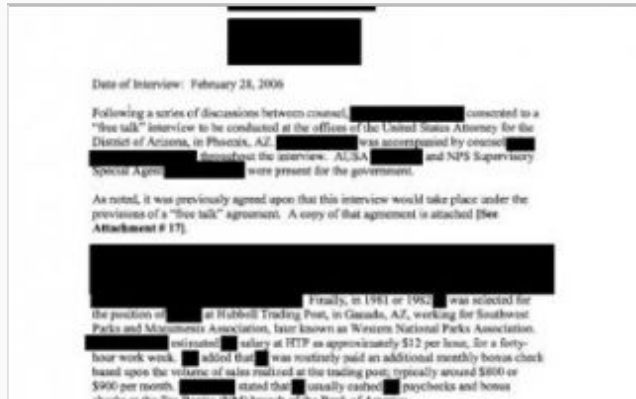 Date of Interview: February 28, 2006
Following a series of discussions between counsel, consented to a
"free talk" interview to be conducted at the offices of the United States Attorney for the
District of Arizona, in Phoenix, AZ. was accompanied by counsel
throughout the interview. AUSA and NPS Supervisory
Special Agent were present for the government.
As noted, it was previously agreed upon that this interview would take place under the
provisions of a "free talk" agreement. A copy of that agreement is attached [See
Attachment # 17].
Finally, in 1981 or 1982 was selected for
the position of at Hubbell Trading Post, in Ganado, AZ, working for Southwest
Parks and Monuments Association, later known as Western National Parks Association.
estimated salary at HTP as approximately $12 per hour, for a forty-
hour work week. added that was routinely paid an additional monthly bonus check
based upon the volume of sales realized at the trading post; typically around $800 or
$900 per month. stated that usually cashed paychecks and bonus